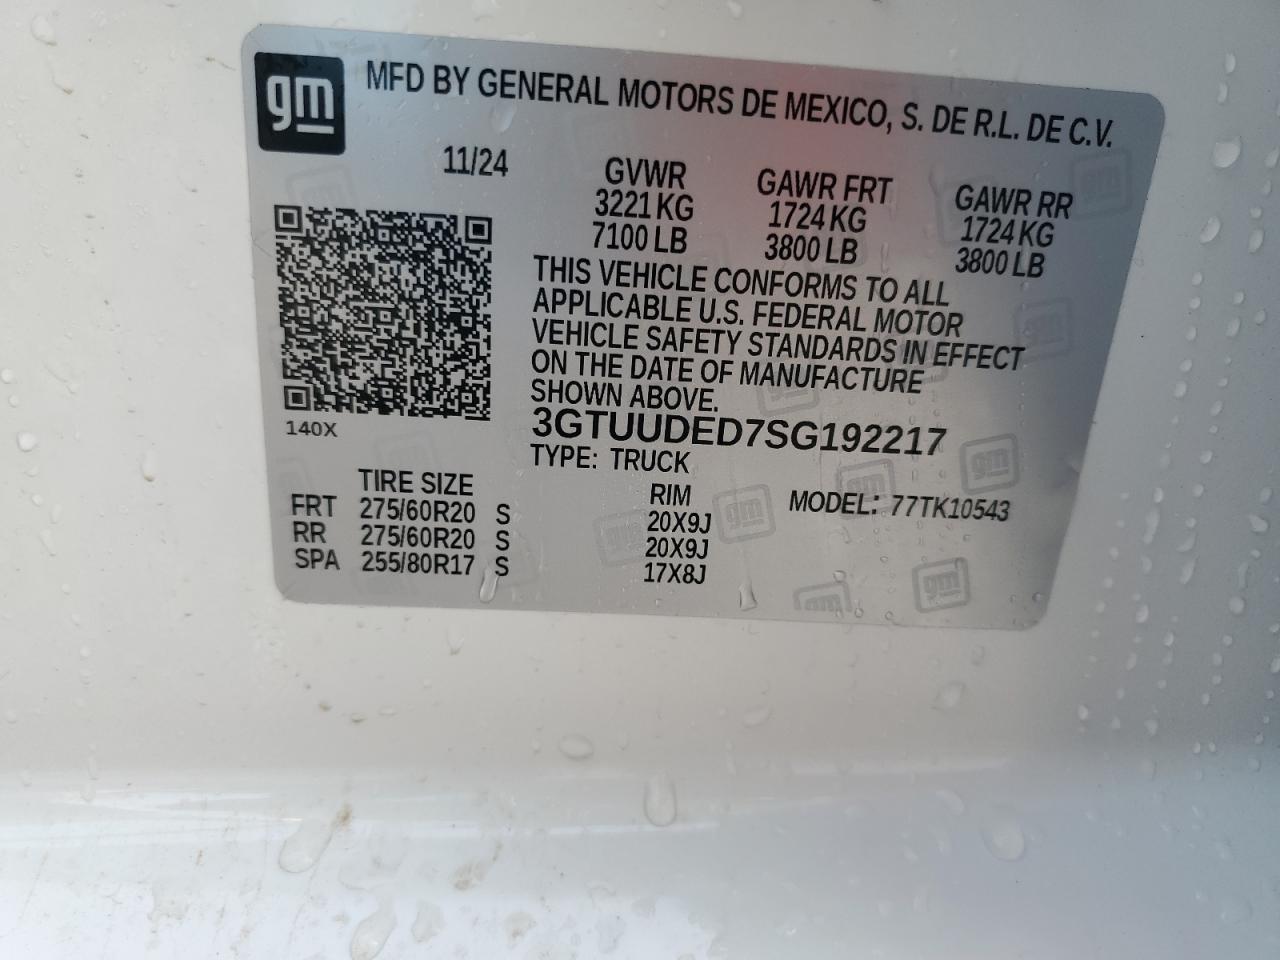 gm MFD BY GENERAL MOTORS DE MEXICO, S. DE R.L. DE C.V.
11/24 GVWR GAWR FRT GAWR RR
3221 KG 1724 KG 1724 KG
7100 LB 3800 LB 3800 LB
THIS VEHICLE CONFORMS TO ALL
APPLICABLE U.S. FEDERAL MOTOR
VEHICLE SAFETY STANDARDS IN EFFECT
ON THE DATE OF MANUFACTURE
SHOWN ABOVE.
140X
3GTUUDED7SG192217
TYPE: TRUCK
TIRE SIZE RIM MODEL: 77TK10543
FRT 275/60R20 S 20X9J
RR 275/60R20 S 20X9J
SPA 255/80R17 S 17X8J